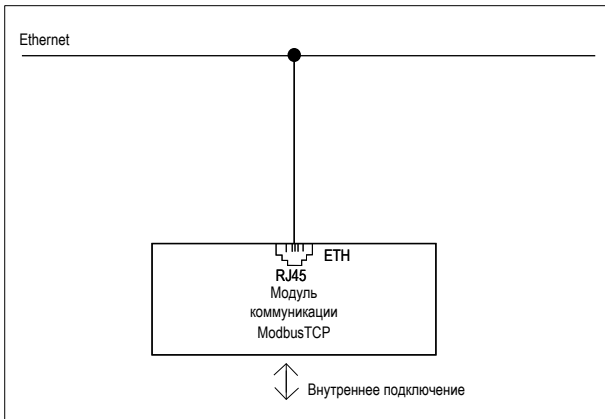 Ethernet
ETH
RJ45
Модуль
коммуникации
ModbusTCP
Внутреннее подключение